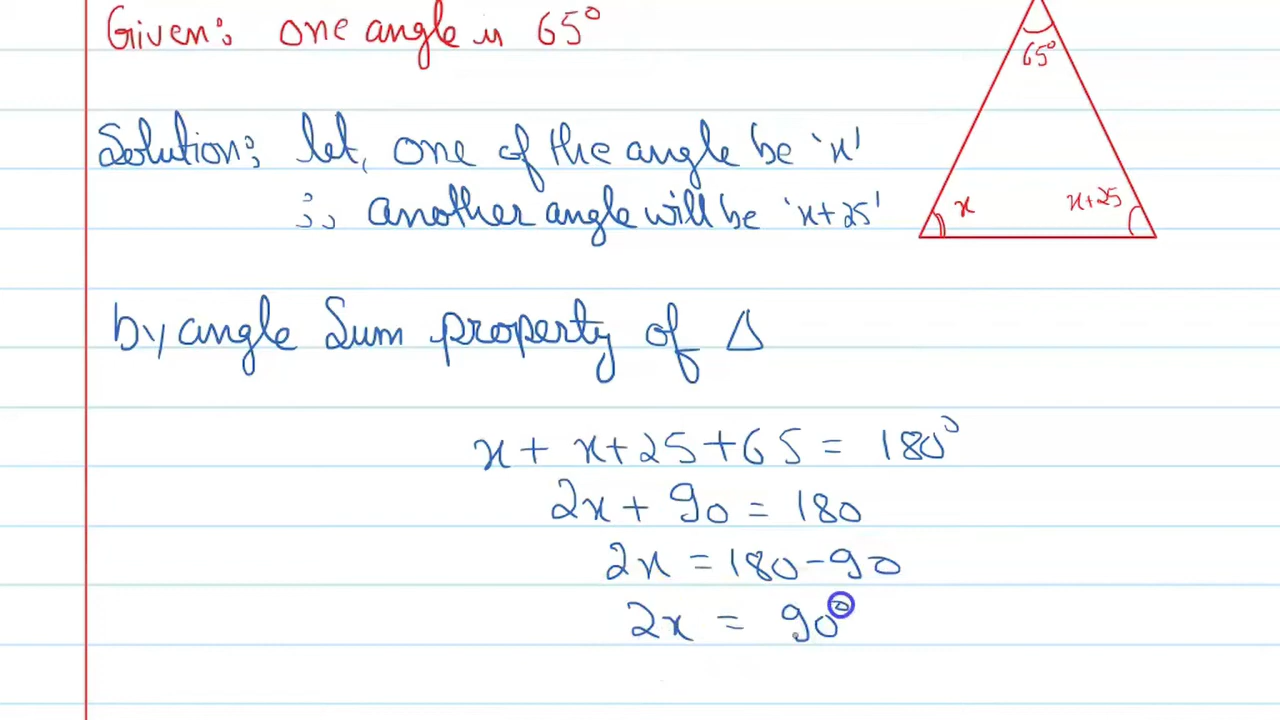 Given: one angle is 65°
65°
Solution: let, one of the angle be 'x'
∴ another angle will be 'x+25'
x
x+25
by angle Sum property of Δ
x + x+25+65 = 180°
2x + 90 = 180
2x = 180-90
2x = 90°